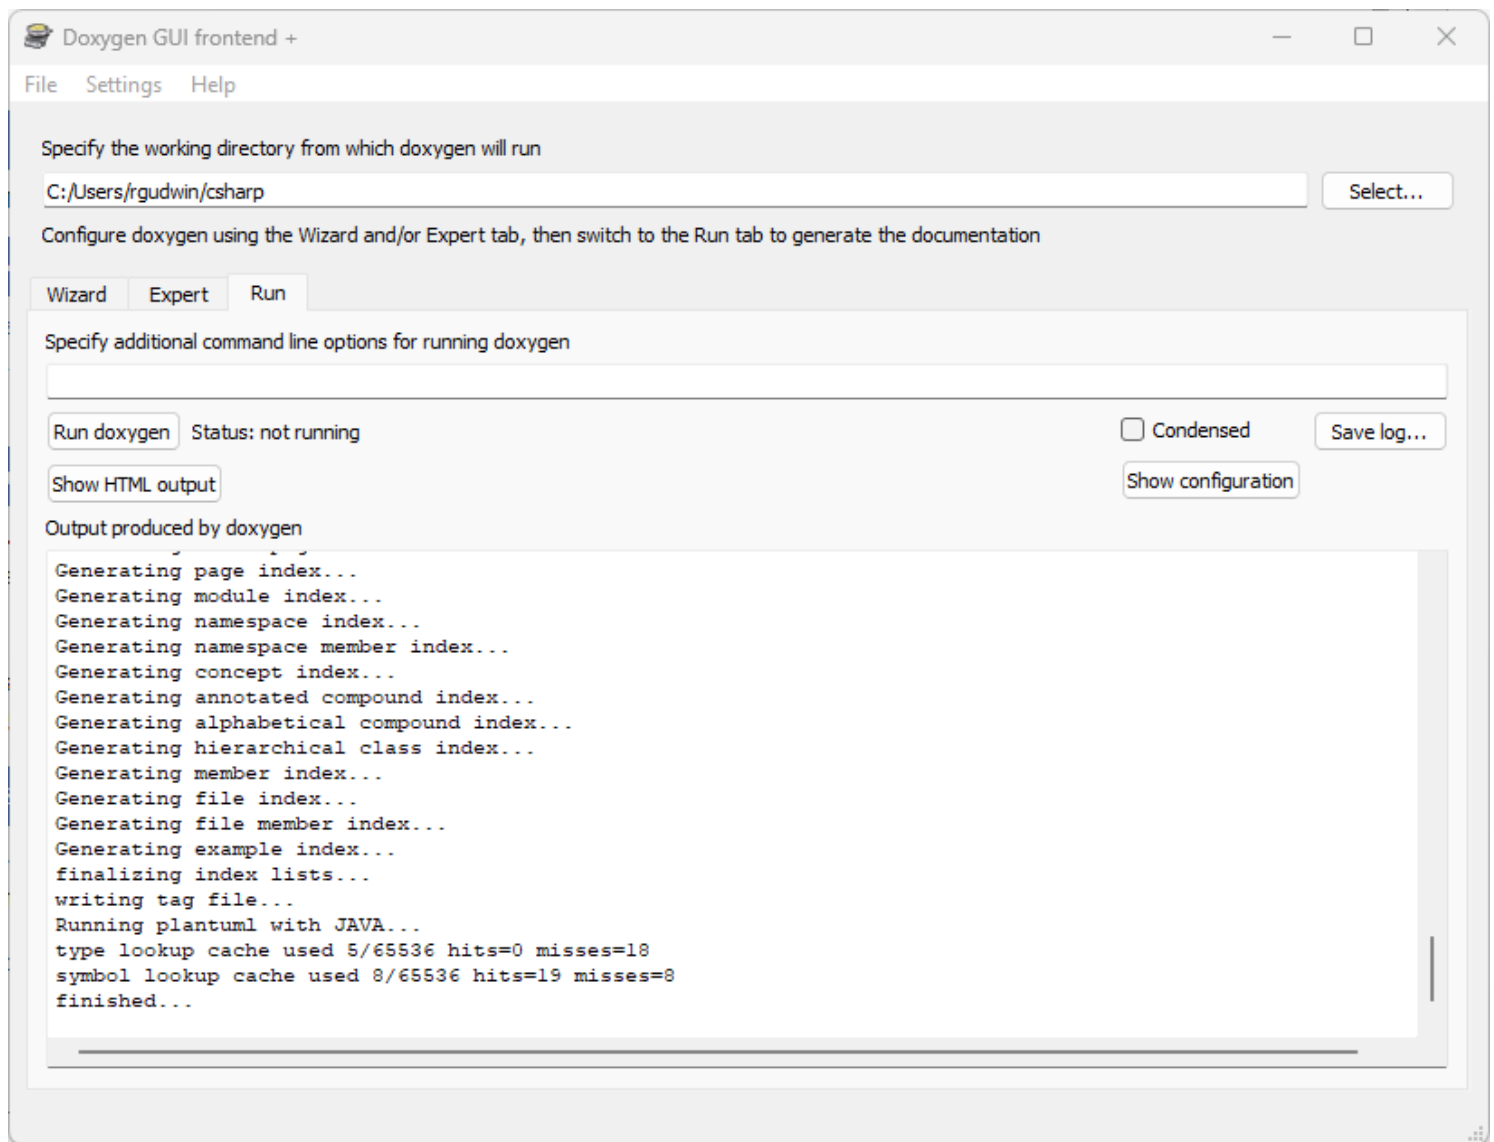 Doxygen GUI frontend +
File Settings Help
Specify the working directory from which doxygen will run
C:/Users/rgudwin/csharp
Select...
Configure doxygen using the Wizard and/or Expert tab, then switch to the Run tab to generate the documentation
Wizard Expert Run
Specify additional command line options for running doxygen
Run doxygen Status: not running Condensed Save log...
Show HTML output Show configuration
Output produced by doxygen
Generating page index...
Generating module index...
Generating namespace index...
Generating namespace member index...
Generating concept index...
Generating annotated compound index...
Generating alphabetical compound index...
Generating hierarchical class index...
Generating member index...
Generating file index...
Generating file member index...
Generating example index...
finalizing index lists...
writing tag file...
Running plantuml with JAVA...
type lookup cache used 5/65536 hits=0 misses=18
symbol lookup cache used 8/65536 hits=19 misses=8
finished...